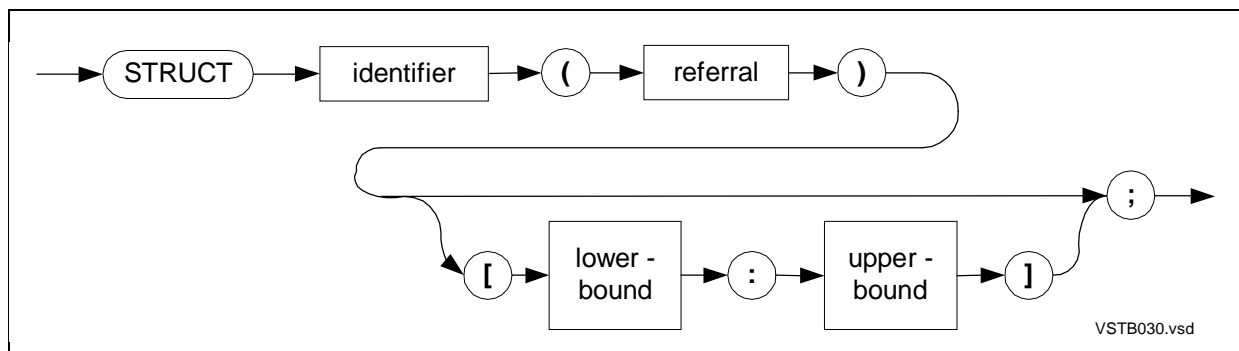 STRUCT identifier ( referral )
;
[ lower - bound : upper - bound ]
VSTB030.vsd